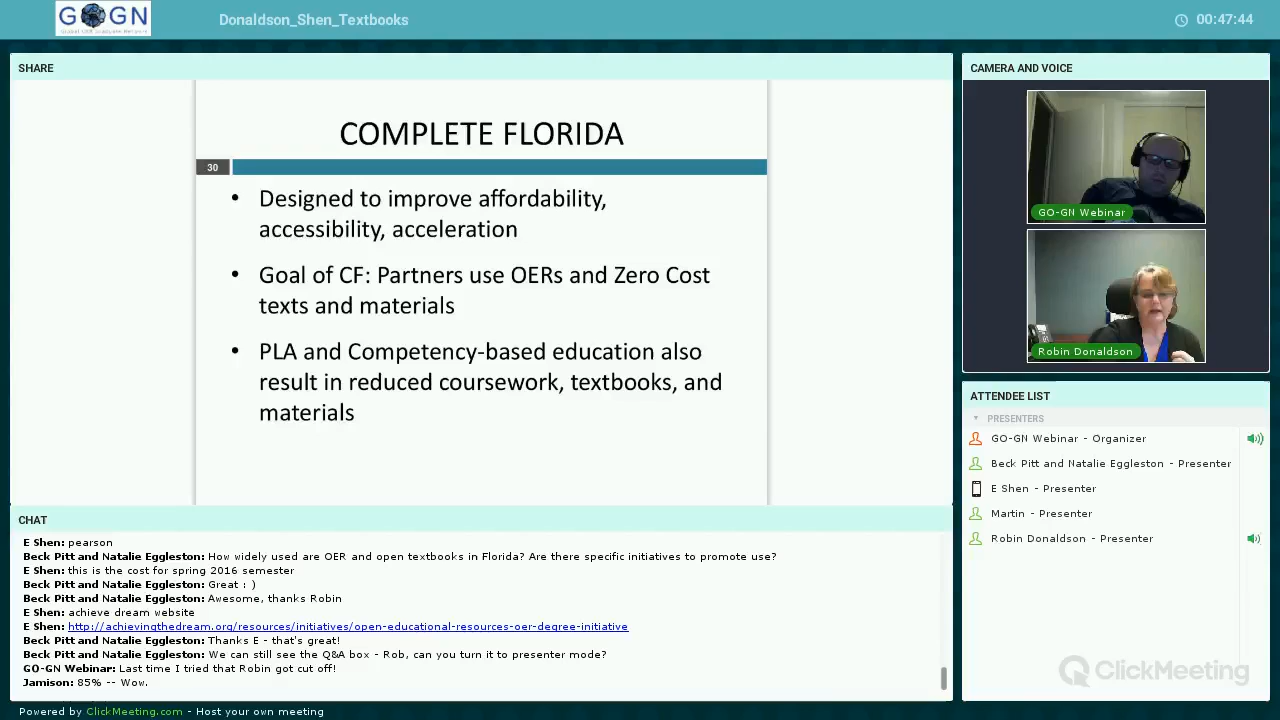 GO-GN
Global OER Graduate Network
Donaldson_Shen_Textbooks
00:47:44
SHARE
COMPLETE FLORIDA
30
• Designed to improve affordability,
accessibility, acceleration
• Goal of CF: Partners use OERs and Zero Cost
texts and materials
• PLA and Competency-based education also
result in reduced coursework, textbooks, and
materials
CAMERA AND VOICE
GO-GN Webinar
Robin Donaldson
ATTENDEE LIST
PRESENTERS
GO-GN Webinar - Organizer
Beck Pitt and Natalie Eggleston - Presenter
E Shen - Presenter
Martin - Presenter
Robin Donaldson - Presenter
CHAT
E Shen: pearson
Beck Pitt and Natalie Eggleston: How widely used are OER and open textbooks in Florida? Are there specific initiatives to promote use?
E Shen: this is the cost for spring 2016 semester
Beck Pitt and Natalie Eggleston: Great : )
Beck Pitt and Natalie Eggleston: Awesome, thanks Robin
E Shen: achieve dream website
E Shen: http://achievingthedream.org/resources/initiatives/open-educational-resources-oer-degree-initiative
Beck Pitt and Natalie Eggleston: Thanks E - that's great!
Beck Pitt and Natalie Eggleston: We can still see the Q&A box - Rob, can you turn it to presenter mode?
GO-GN Webinar: Last time I tried that Robin got cut off!
Jamison: 85% -- Wow.
ClickMeeting
Powered by ClickMeeting.com - Host your own meeting